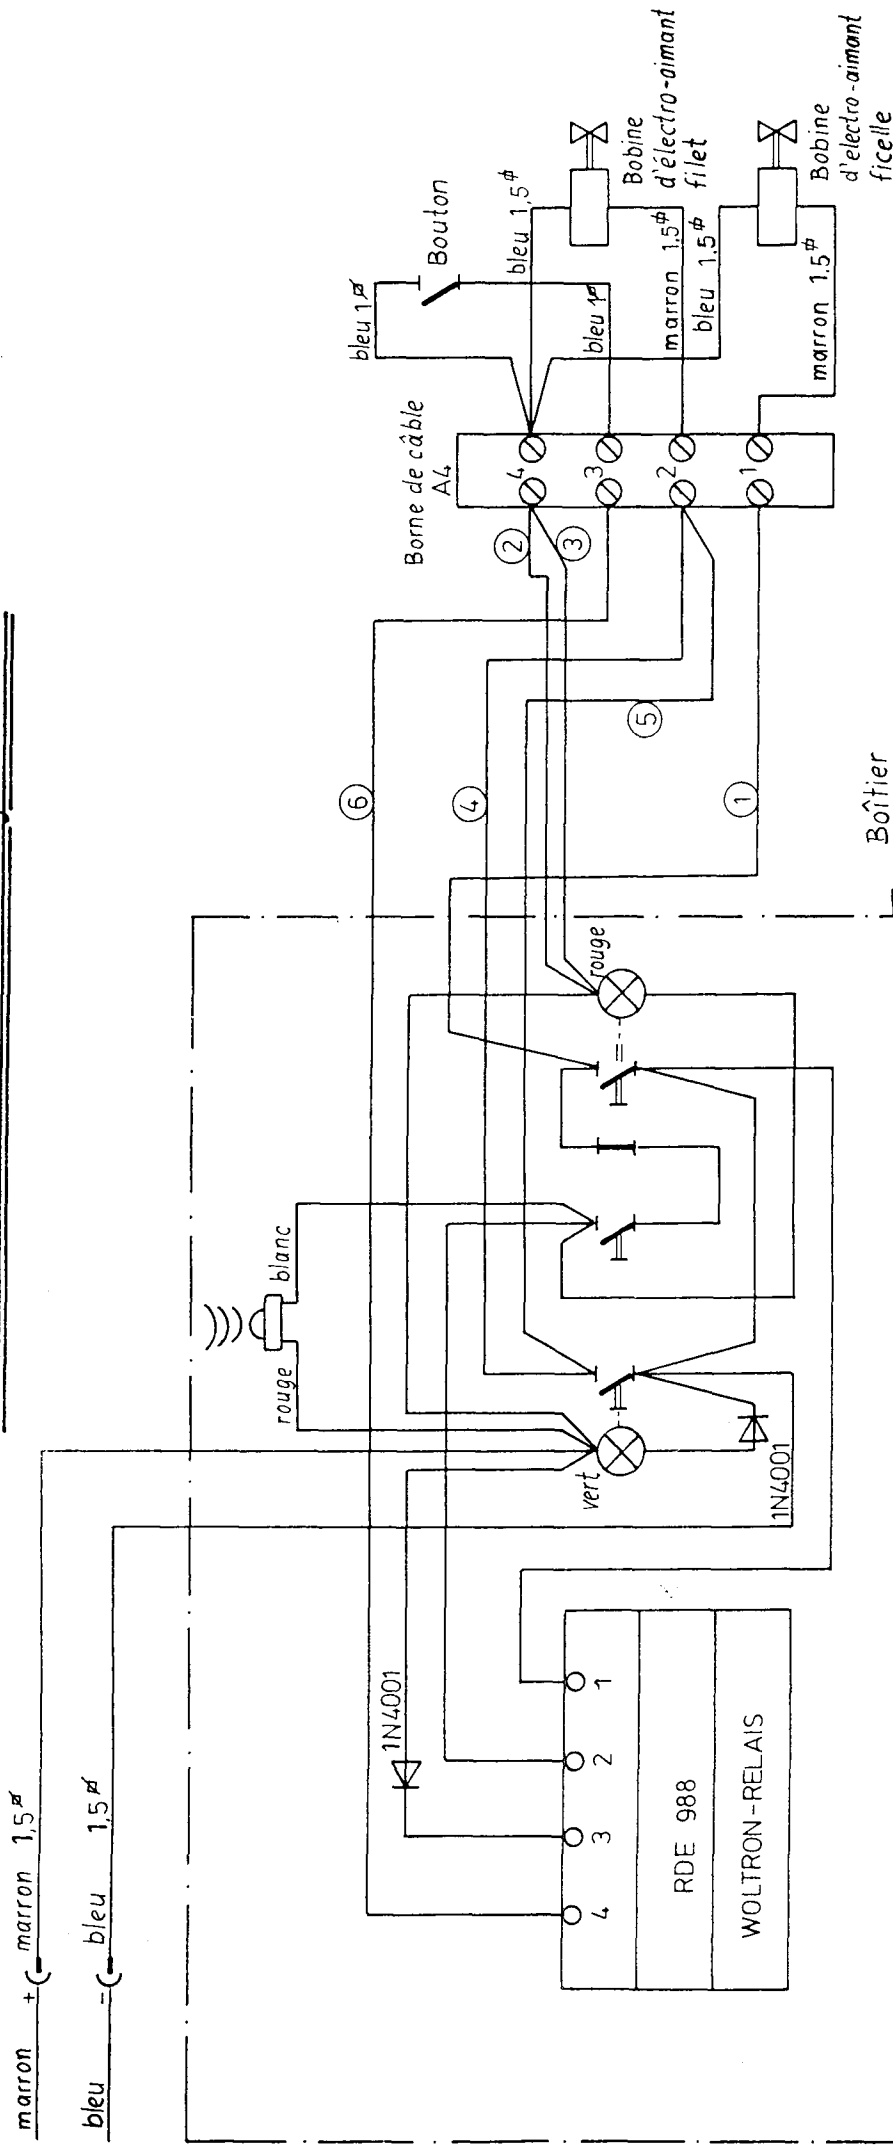 marron + marron 1,5 ⌀
bleu - bleu 1,5 ⌀
rouge
blanc
1N4001
vert
1N4001
rouge
4
3
2
1
RDE 988
WOLTRON-RELAIS
6
4
5
1
2
3
Boîtier
Borne de câble
A4
4
3
2
1
bleu 1 ⌀
Bouton
bleu 1,5 ⌀
bleu 1 ⌀
marron 1.5 ⌀
bleu 1.5 ⌀
marron 1.5 ⌀
Bobine
d'électro-aimant
filet
Bobine
d'electro-aimant
ficelle